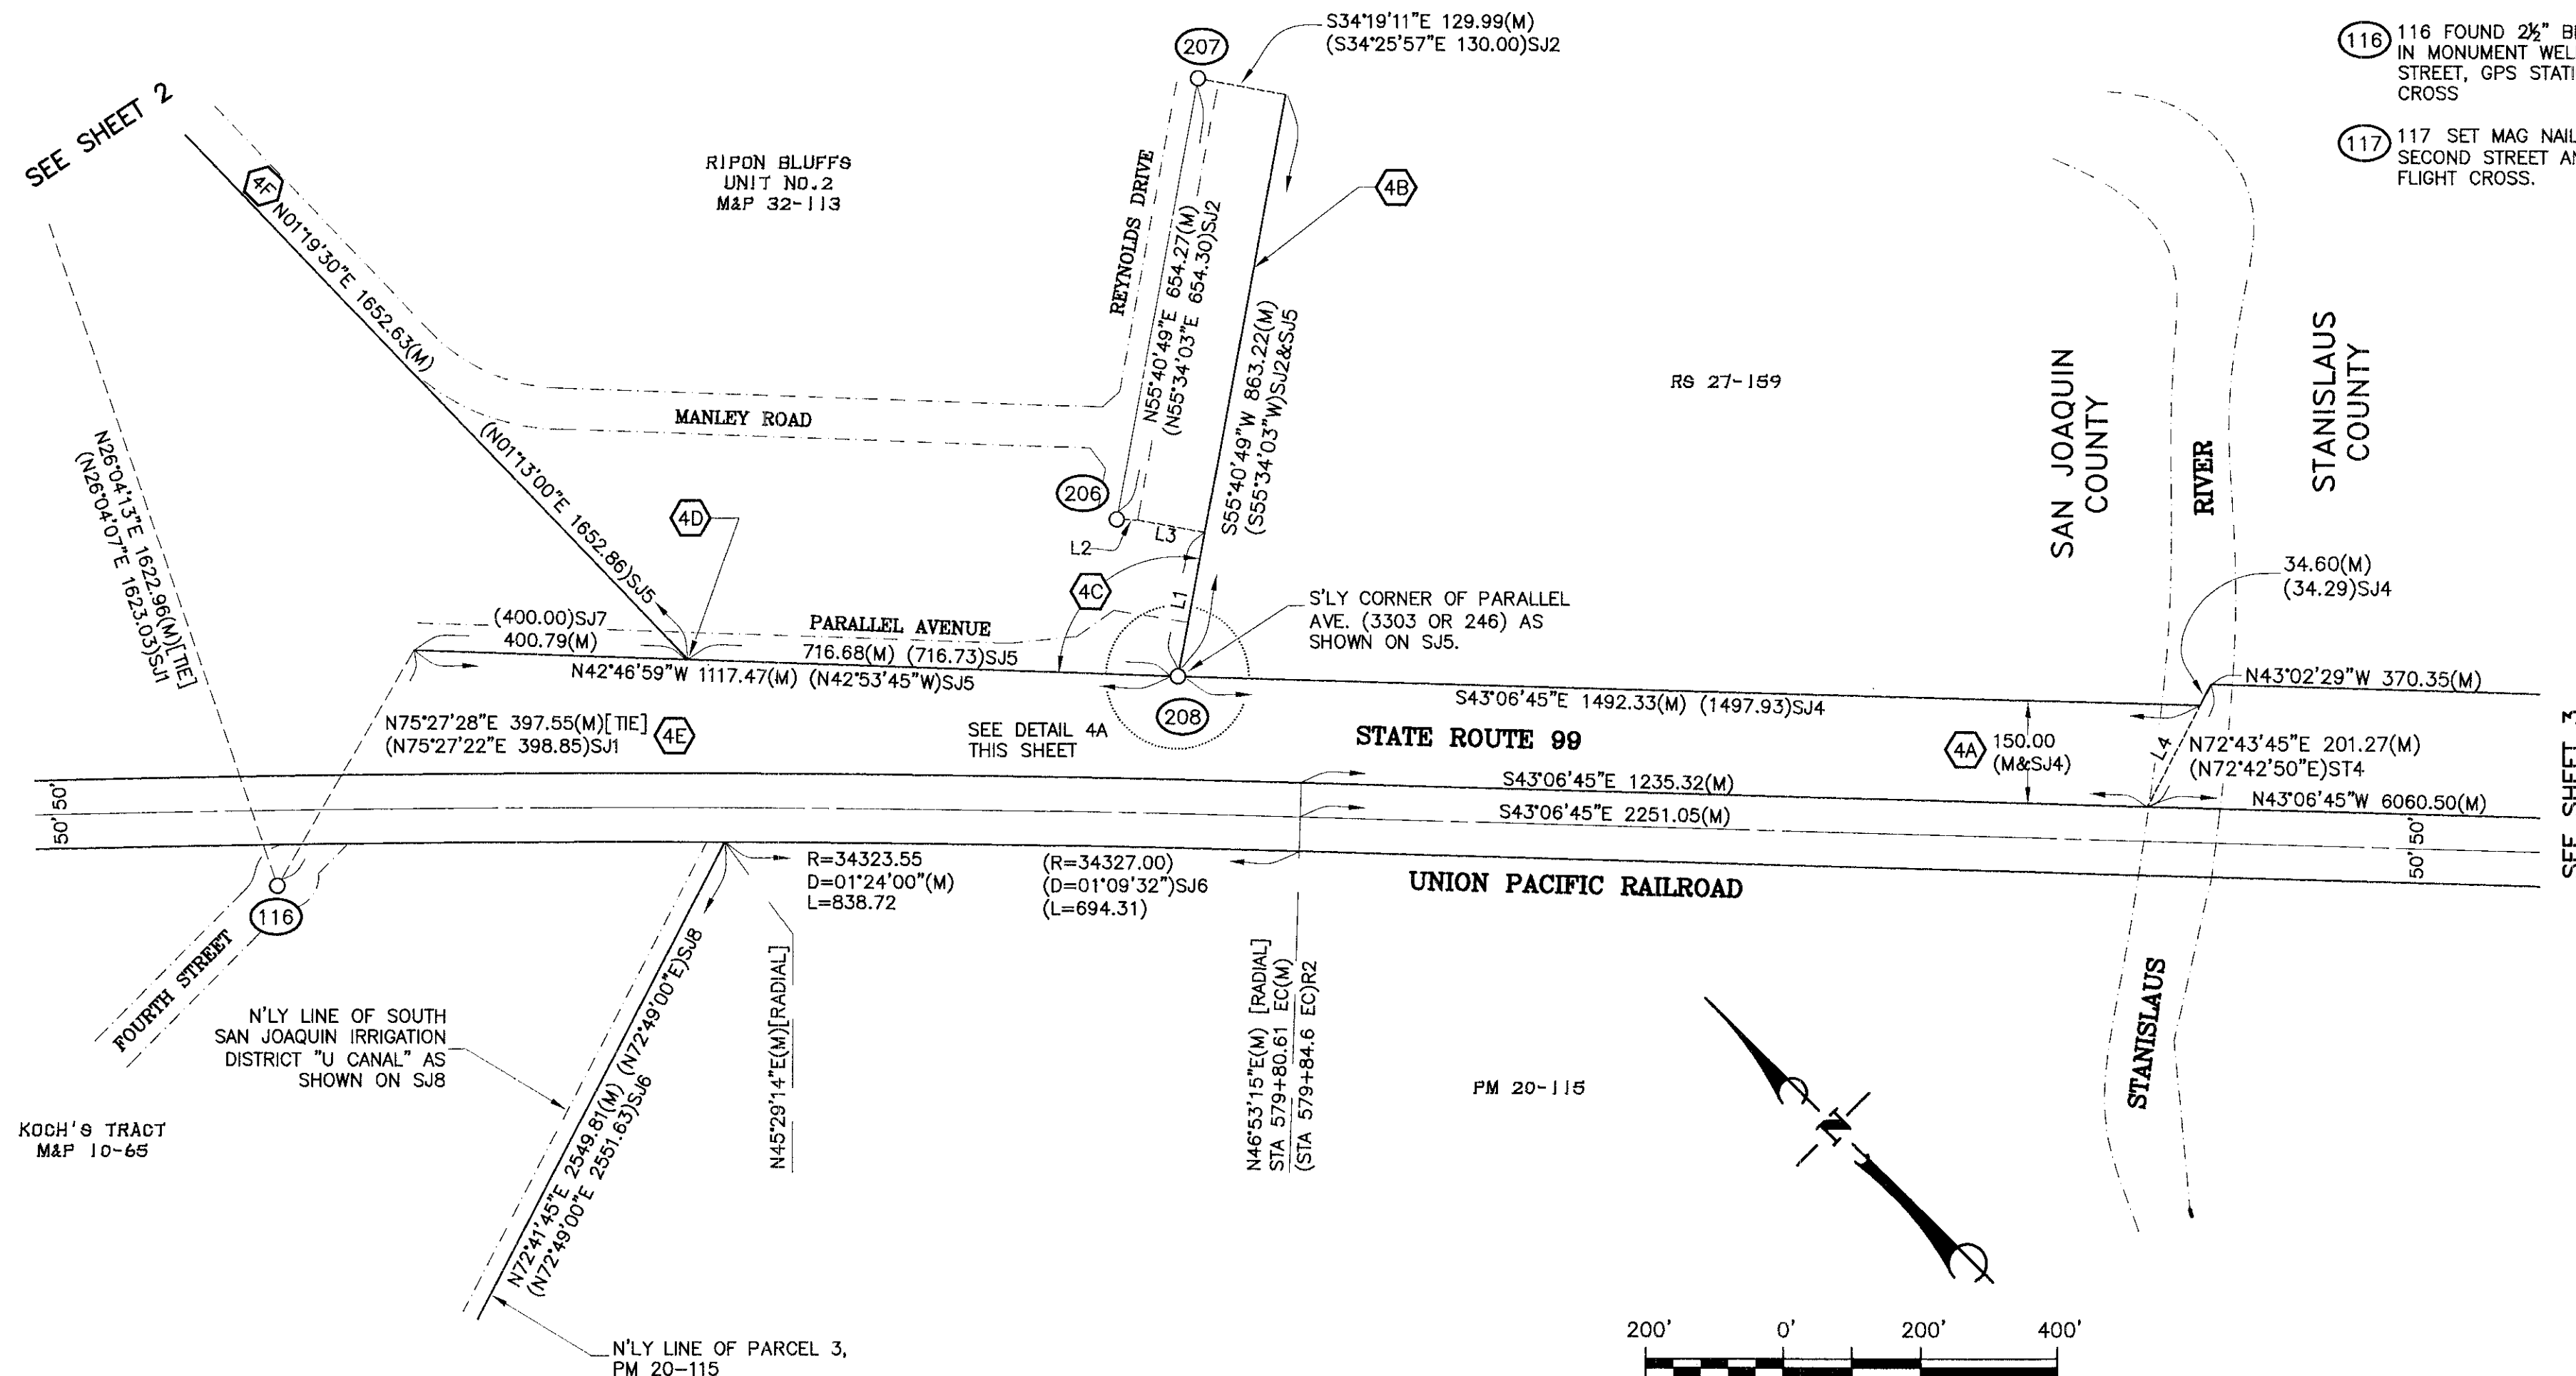 SEE SHEET 2
RIPON BLUFFS
UNIT NO.2
M&P 32-113
207
S34°19'11"E 129.99(M)
(S34°25'57"E 130.00)SJ2
116
116 FOUND 2½"
IN MONUMENT
STREET, GPS
CROSS
117
117 SET MAG NAIL
SECOND STREET
FLIGHT CROSS.
4F
N01°19'30"E 1652.63(M)
(N01°13'00"E 1652.86)SJ5
REYNOLDS DRIVE
N55°40'49"E 654.27(M)
(N55°34'03"E 654.30)SJ2
4B
S55°40'49"W 863.22(M)
(S55°34'03"W)SJ2&SJ5
RS 27-159
SAN JOAQUIN
COUNTY
RIVER
STANISLAUS
COUNTY
MANLEY ROAD
N26°04'13"E 1622.96(M)[TIE]
(N26°04'07"E 1623.03)SJ1
206
4D
L2
L3
4C
L1
S'LY CORNER OF PARALLEL
AVE. (3303 OR 246) AS
SHOWN ON SJ5.
34.60(M)
(34.29)SJ4
(400.00)SJ7
400.79(M)
PARALLEL AVENUE
716.68(M) (716.73)SJ5
N42°46'59"W 1117.47(M) (N42°53'45"W)SJ5
S43°06'45"E 1492.33(M) (1497.93)SJ4
N43°02'29"W 370.35(M)
N75°27'28"E 397.55(M)[TIE]
(N75°27'22"E 398.85)SJ1
4E
SEE DETAIL 4A
THIS SHEET
208
STATE ROUTE 99
4A
150.00
(M&SJ4)
L4
N72°43'45"E 201.27(M)
(N72°42'50"E)ST4
SEE SHEET 3
50'
50'
S43°06'45"E 1235.32(M)
S43°06'45"E 2251.05(M)
N43°06'45"W 6060.50(M)
50'
50'
116
R=34323.55
D=01°24'00"(M)
L=838.72
(R=34327.00)
(D=01°09'32")SJ6
(L=694.31)
UNION PACIFIC RAILROAD
FOURTH STREET
N'LY LINE OF SOUTH
SAN JOAQUIN IRRIGATION
DISTRICT "U CANAL" AS
SHOWN ON SJ8
N72°41'45"E 2549.81(M) (N72°49'00"E)SJ8
(N72°49'00"E 2551.63)SJ6
N45°29'14"E(M)[RADIAL]
N46°53'15"E(M) [RADIAL]
STA 579+80.61 EC(M)
(STA 579+84.6 EC)R2
PM 20-115
STANISLAUS
KOCH'S TRACT
M&P 10-65
N
N'LY LINE OF PARCEL 3,
PM 20-115
200' 0' 200' 400'